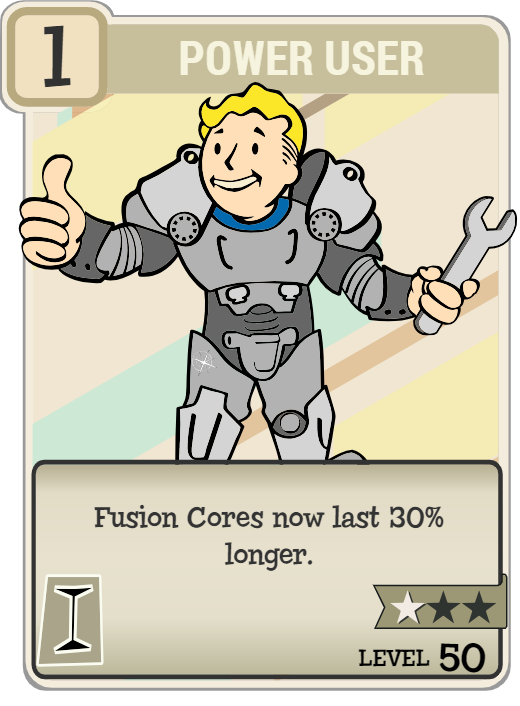 1
POWER USER
Fusion Cores now last 30%
longer.
I
LEVEL 50